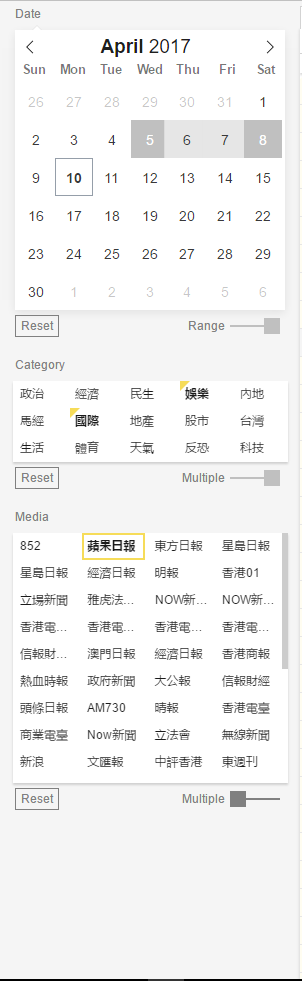 Date
April 2017
Sun Mon Tue Wed Thu Fri Sat
26 27 28 29 30 31 1
2 3 4 5 6 7 8
9 10 11 12 13 14 15
16 17 18 19 20 21 22
23 24 25 26 27 28 29
30 1 2 3 4 5 6
Reset Range
Category
政治 經濟 民生 娛樂 內地
馬經 國際 地產 股市 台灣
生活 體育 天氣 反恐 科技
Reset Multiple
Media
852 蘋果日報 東方日報 星島日報
星島日報 經濟日報 明報 香港01
立場新聞 雅虎法... NOW新... NOW新...
香港電... 香港電... 香港電... 香港電...
信報財... 澳門日報 經濟日報 香港商報
熱血時報 政府新聞 大公報 信報財經
頭條日報 AM730 晴報 香港電臺
商業電臺 Now新聞 立法會 無線新聞
新浪 文匯報 中評香港 東週刊
Reset Multiple